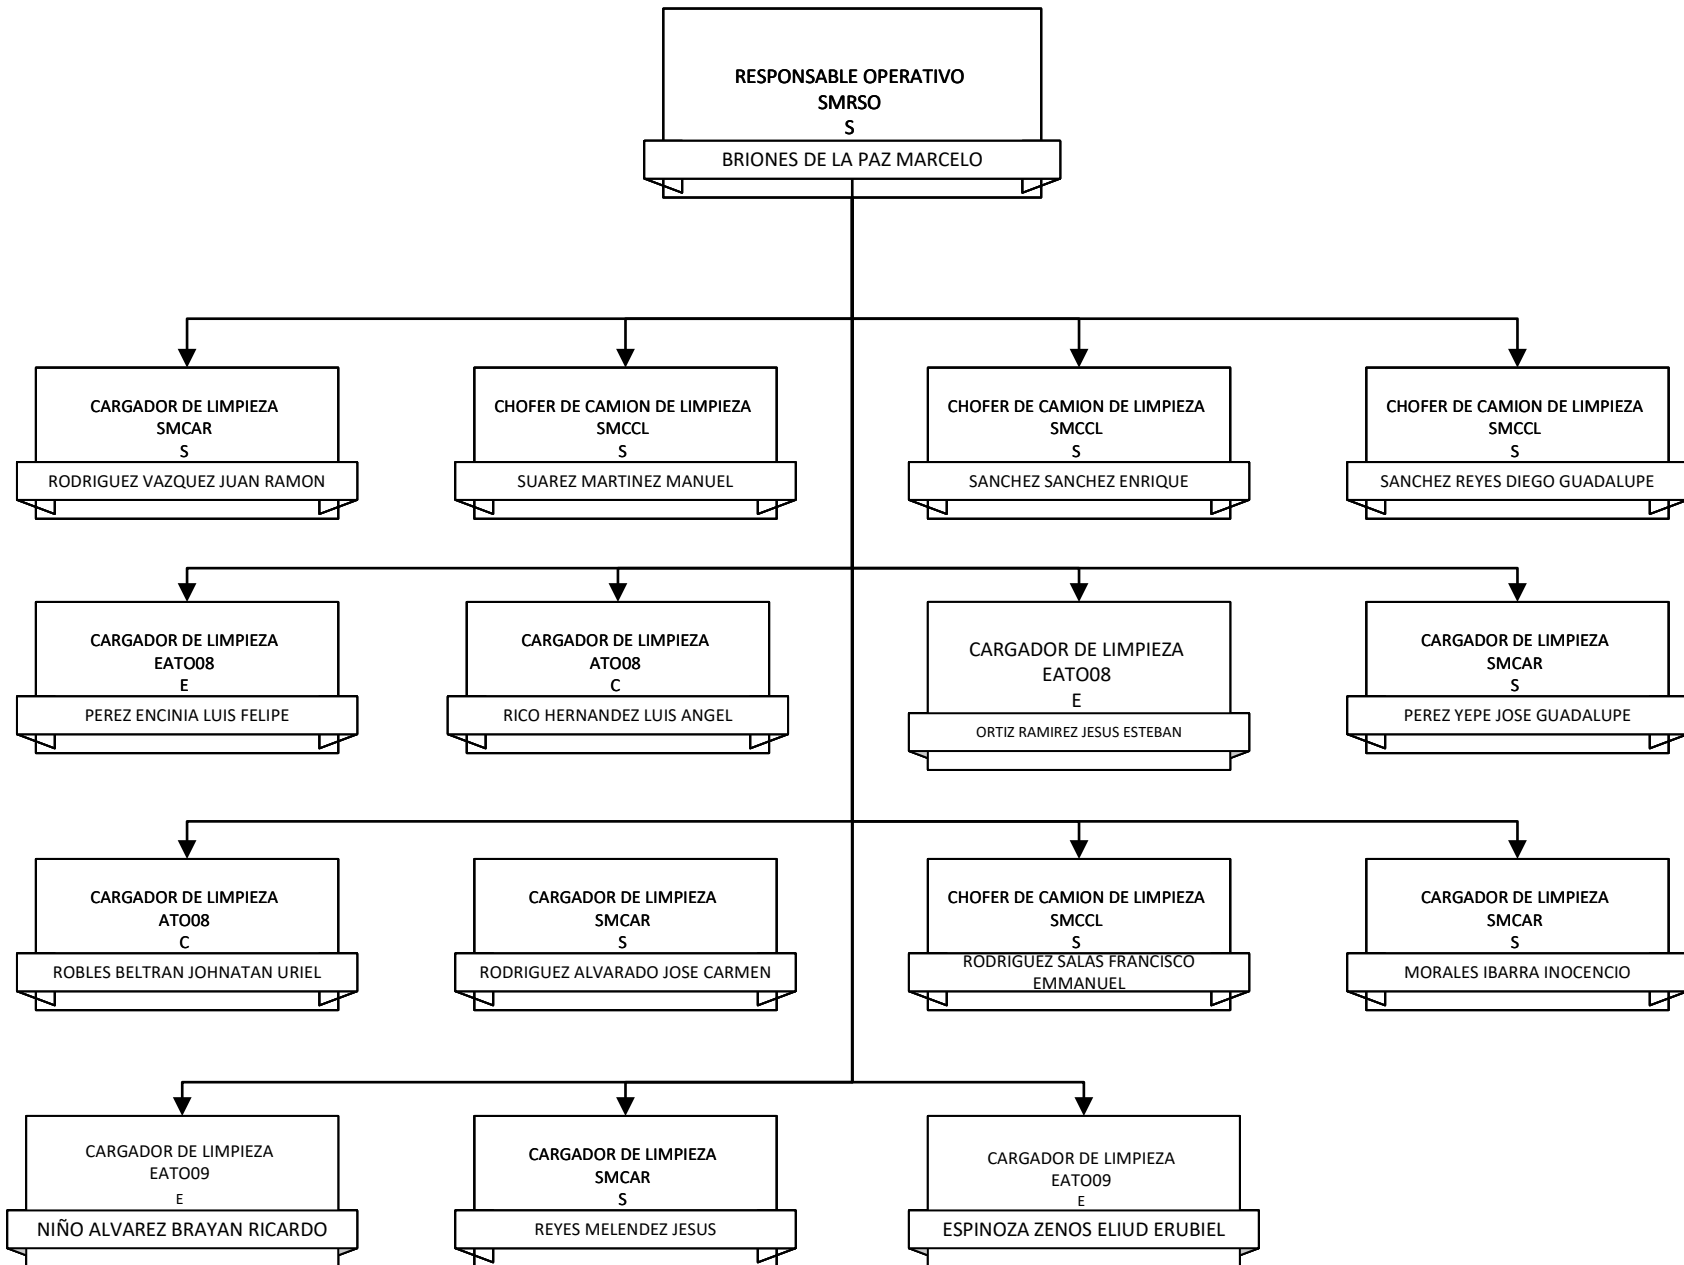 RESPONSABLE OPERATIVO
SMRSO
S
BRIONES DE LA PAZ MARCELO
CARGADOR DE LIMPIEZA
SMCAR
S
RODRIGUEZ VAZQUEZ JUAN RAMON
CHOFER DE CAMION DE LIMPIEZA
SMCCL
S
SUAREZ MARTINEZ MANUEL
CHOFER DE CAMION DE LIMPIEZA
SMCCL
S
SANCHEZ SANCHEZ ENRIQUE
CHOFER DE CAMION DE LIMPIEZA
SMCCL
S
SANCHEZ REYES DIEGO GUADALUPE
CARGADOR DE LIMPIEZA
EATO08
E
PEREZ ENCINIA LUIS FELIPE
CARGADOR DE LIMPIEZA
ATO08
C
RICO HERNANDEZ LUIS ANGEL
CARGADOR DE LIMPIEZA
EATO08
E
ORTIZ RAMIREZ JESUS ESTEBAN
CARGADOR DE LIMPIEZA
SMCAR
S
PEREZ YEPE JOSE GUADALUPE
CARGADOR DE LIMPIEZA
ATO08
C
ROBLES BELTRAN JOHNATAN URIEL
CARGADOR DE LIMPIEZA
SMCAR
S
RODRIGUEZ ALVARADO JOSE CARMEN
CHOFER DE CAMION DE LIMPIEZA
SMCCL
S
RODRIGUEZ SALAS FRANCISCO
EMMANUEL
CARGADOR DE LIMPIEZA
SMCAR
S
MORALES IBARRA INOCENCIO
CARGADOR DE LIMPIEZA
EATO09
E
NIÑO ALVAREZ BRAYAN RICARDO
CARGADOR DE LIMPIEZA
SMCAR
S
REYES MELENDEZ JESUS
CARGADOR DE LIMPIEZA
EATO09
E
ESPINOZA ZENOS ELIUD ERUBIEL